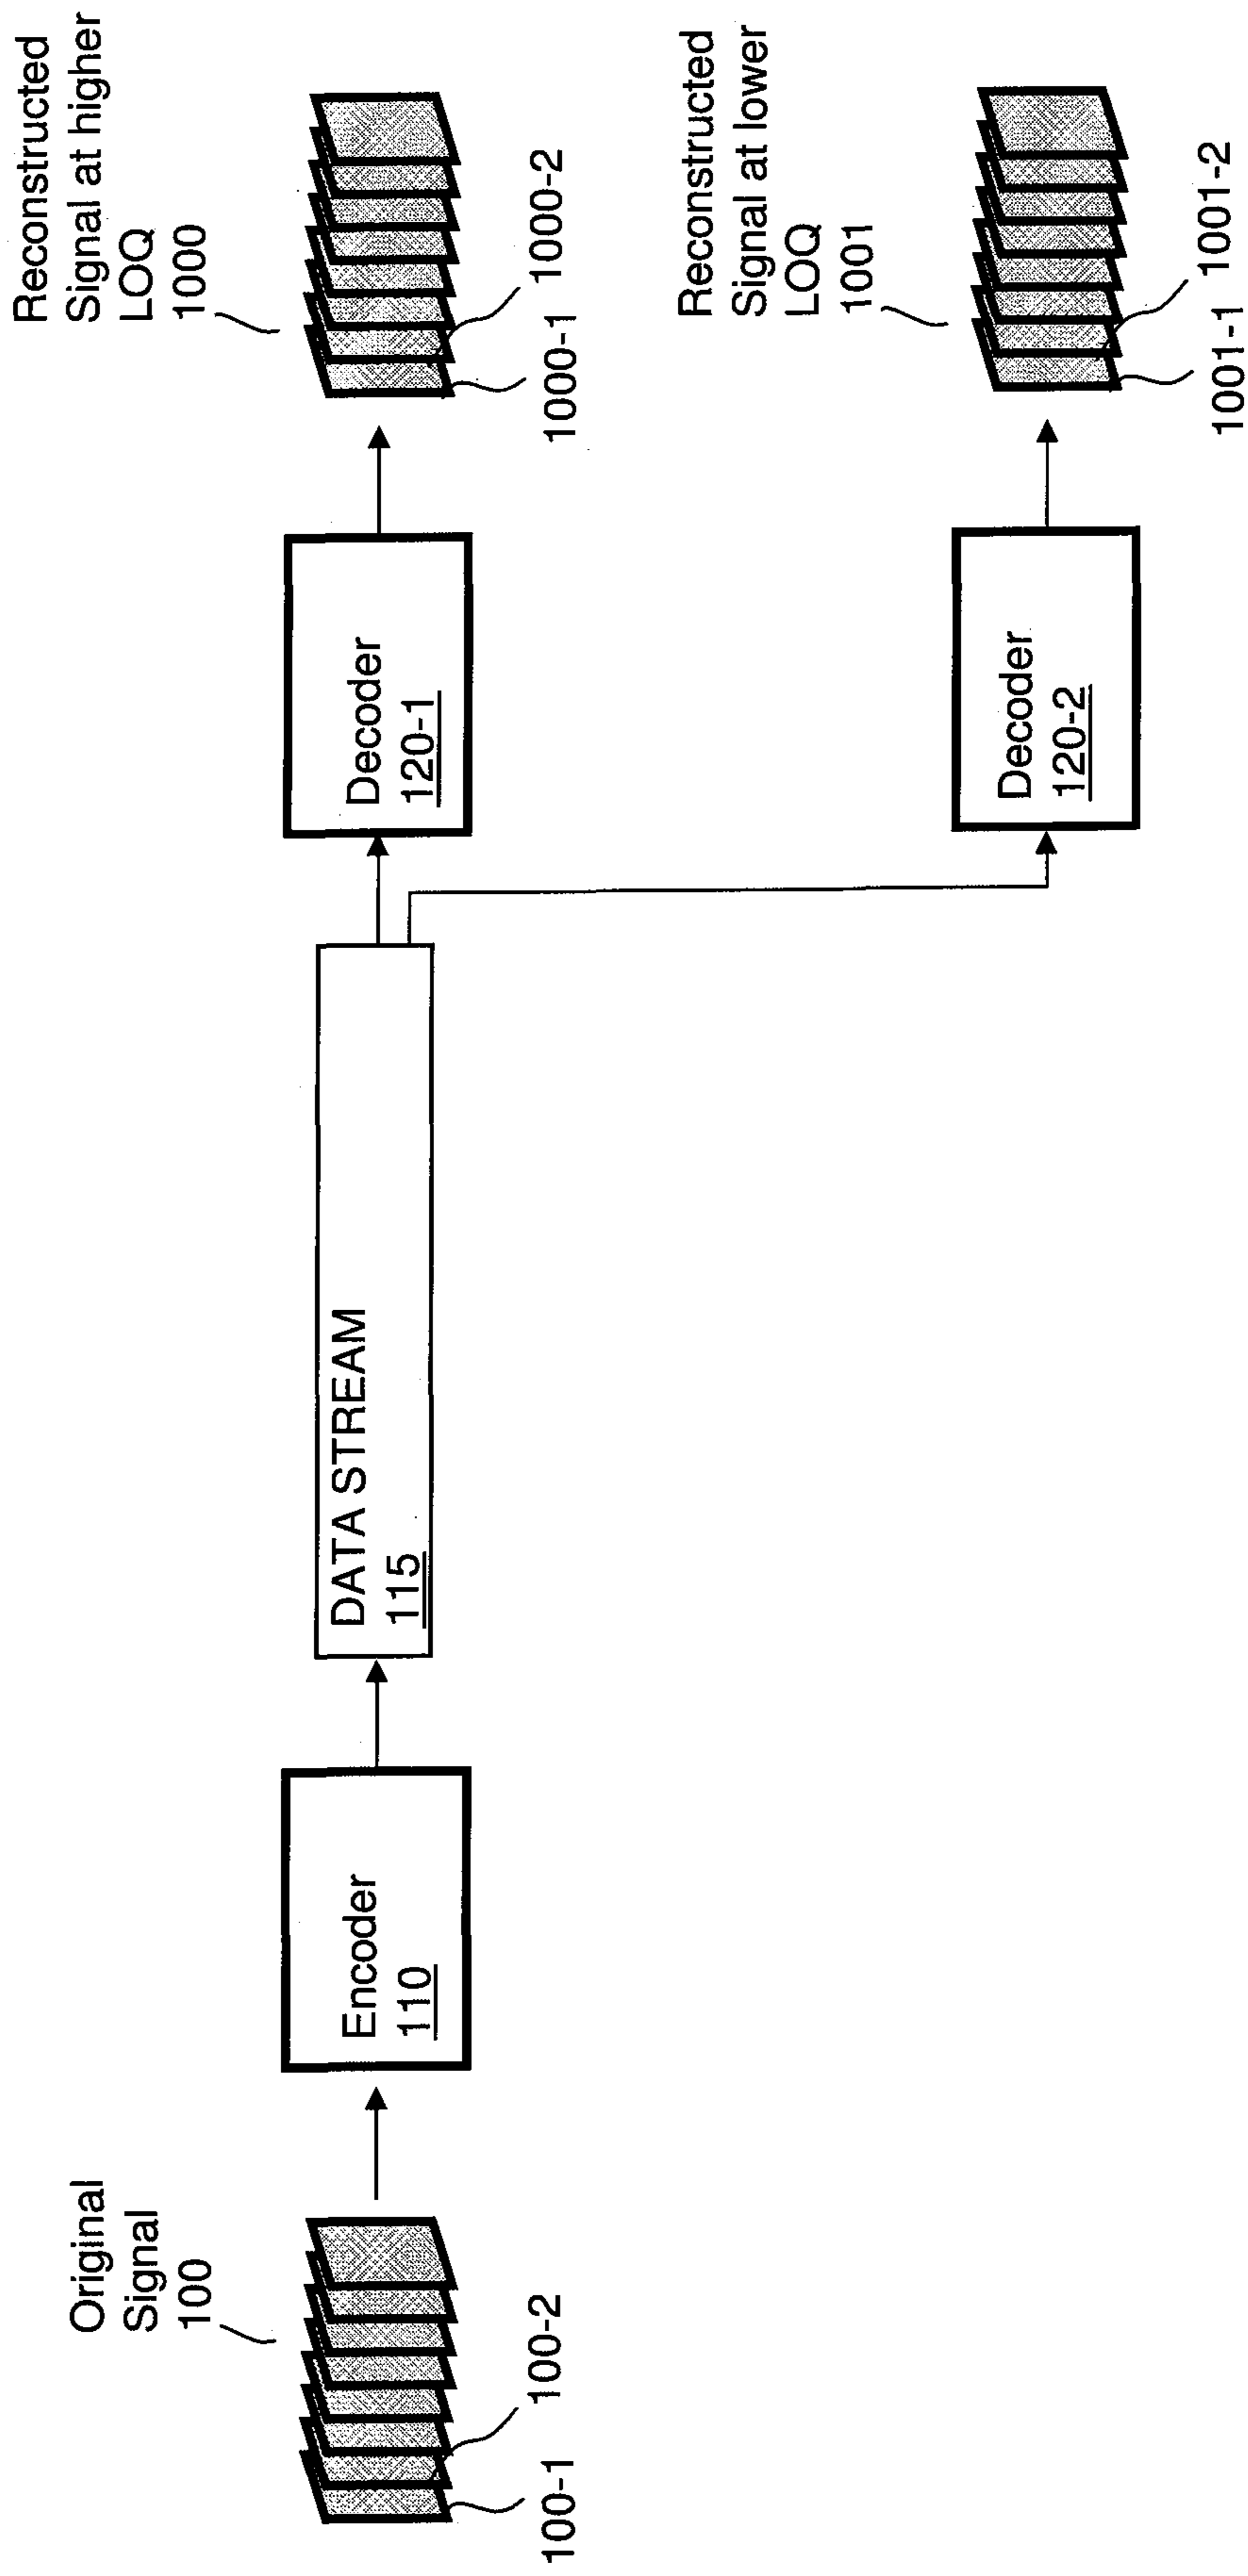 Original
Signal
100
100-1
100-2
Encoder
110
DATA STREAM
115
Decoder
120-1
Reconstructed
Signal at higher
LOQ
1000
1000-1
1000-2
Decoder
120-2
Reconstructed
Signal at lower
LOQ
1001
1001-1
1001-2